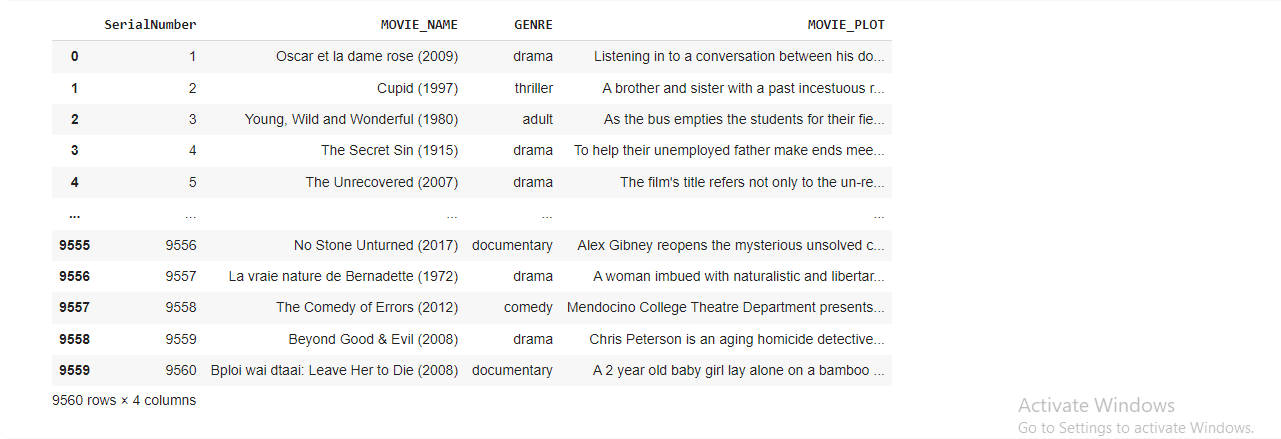 SerialNumber MOVIE_NAME GENRE MOVIE_PLOT
0 1 Oscar et la dame rose (2009) drama Listening in to a conversation between his do...
1 2 Cupid (1997) thriller A brother and sister with a past incestuous r...
2 3 Young, Wild and Wonderful (1980) adult As the bus empties the students for their fie...
3 4 The Secret Sin (1915) drama To help their unemployed father make ends mee...
4 5 The Unrecovered (2007) drama The film's title refers not only to the un-re...
... ... ... ... ...
9555 9556 No Stone Unturned (2017) documentary Alex Gibney reopens the mysterious unsolved c...
9556 9557 La vraie nature de Bernadette (1972) drama A woman imbued with naturalistic and libertar...
9557 9558 The Comedy of Errors (2012) comedy Mendocino College Theatre Department presents...
9558 9559 Beyond Good & Evil (2008) drama Chris Peterson is an aging homicide detective...
9559 9560 Bploi wai dtaai: Leave Her to Die (2008) documentary A 2 year old baby girl lay alone on a bamboo ...
9560 rows × 4 columns
Activate Windows
Go to Settings to activate Windows.